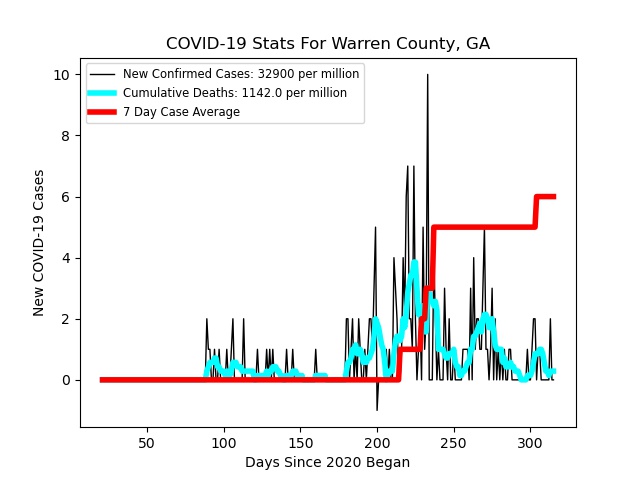 COVID-19 Stats For Warren County, GA
New Confirmed Cases: 32900 per million
Cumulative Deaths: 1142.0 per million
7 Day Case Average
New COVID-19 Cases
10
8
6
4
2
0
50 100 150 200 250 300
Days Since 2020 Began